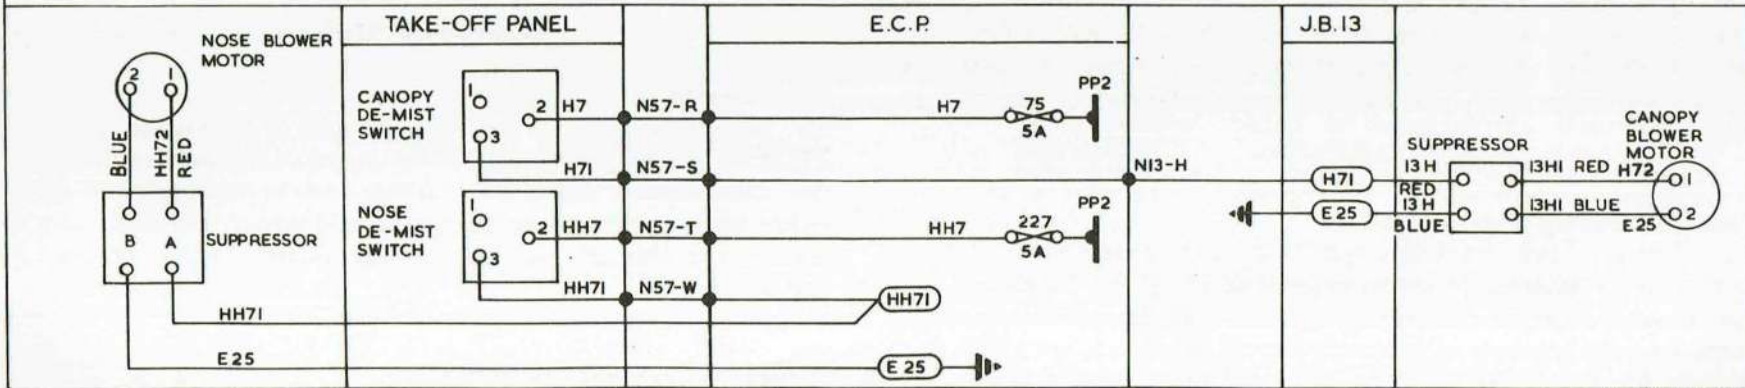 TAKE-OFF PANEL
E.C.P.
J.B.13
NOSE BLOWER
MOTOR
2 1
BLUE
HH72
RED
B A
SUPPRESSOR
HH71
E25
CANOPY
DE-MIST
SWITCH
1
2
3
H7
N57-R
H7
75
5A
PP2
H71
N57-S
N13-H
NOSE
DE-MIST
SWITCH
1
2
3
HH7
N57-T
HH7
227
5A
PP2
HH71
N57-W
HH71
E 25
H71
E 25
SUPPRESSOR
13H
RED
13H
BLUE
13H1 RED
H72
13H1 BLUE
E25
CANOPY
BLOWER
MOTOR
1
2